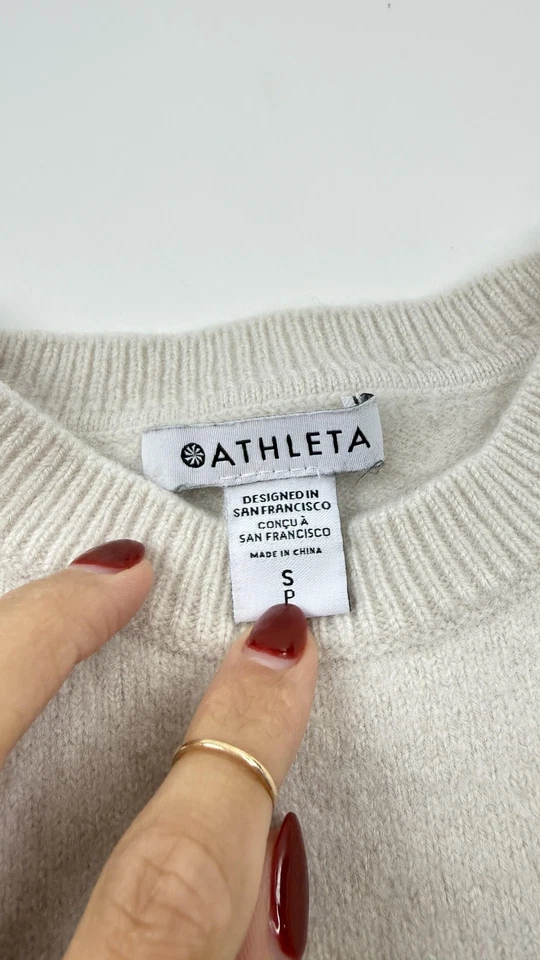 ATHLETA
DESIGNED IN
SAN FRANCISCO
CONÇU À
SAN FRANCISCO
MADE IN CHINA
S
P